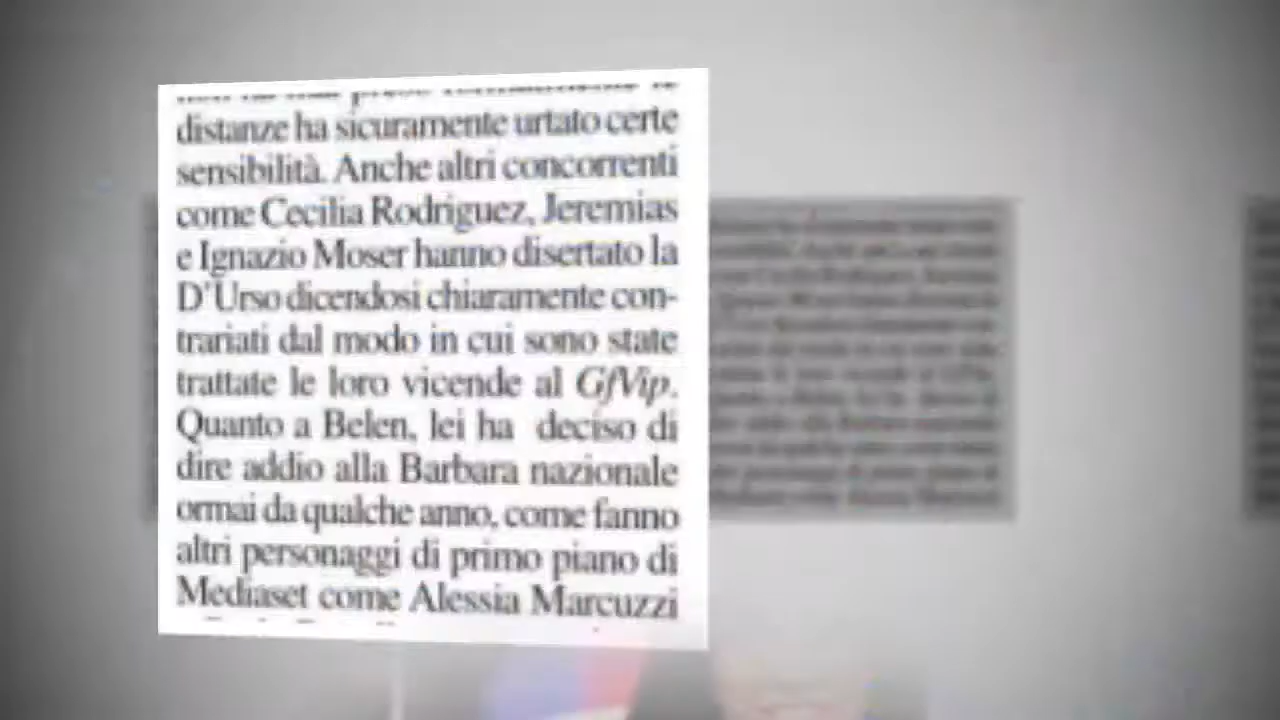 distanze ha sicuramente urtato certe
sensibilità. Anche altri concorrenti
come Cecilia Rodriguez, Jeremias
e Ignazio Moser hanno disertato la
D'Urso dicendosi chiaramente con-
trariati dal modo in cui sono state
trattate le loro vicende al GfVip.
Quanto a Belen, lei ha deciso di
dire addio alla Barbara nazionale
ormai da qualche anno, come fanno
altri personaggi di primo piano di
Mediaset come Alessia Marcuzzi